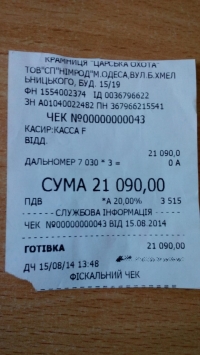 КРАМНИЦЯ "ЦАРСЬКА ОХОТА"
ТОВ"СП"НІМРОД"М.ОДЕСА,ВУЛ.Б.ХМЕЛ
ЬНИЦЬКОГО, БУД. 15/19
ФН 1554002374 ІД 0036796622
ЗН АО1040022482 ПН 367966215541
ЧЕК №00000000043
КАСИР:КАССА F
ВІДД.
21 090,0
ДАЛЬНОМЕР 7 030 * 3 = 0 А
СУМА 21 090,00
ПДВ *А 20,00% 3 515
СЛУЖБОВА ІНФОРМАЦІЯ
ЧЕК №00000000043 ВІД 15.08.2014
ГОТІВКА 21 090,00
ДЧ 15/08/14 13:48
ФІСКАЛЬНИЙ ЧЕК